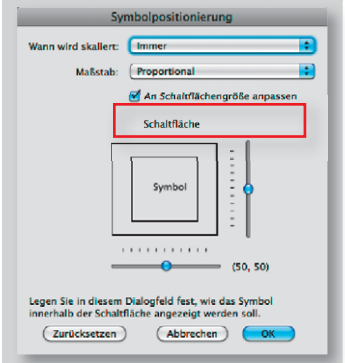 Symbolpositionierung
Wann wird skaliert: Immer
Maßstab: Proportional
An Schaltflächengröße anpassen
Schaltfläche
Symbol
(50, 50)
Legen Sie in diesem Dialogfeld fest, wie das Symbol
innerhalb der Schaltfläche angezeigt werden soll.
Zurücksetzen Abbrechen OK